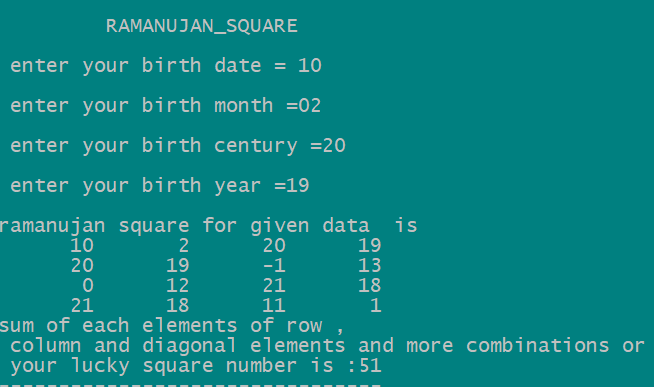 RAMANUJAN_SQUARE
enter your birth date = 10
enter your birth month =02
enter your birth century =20
enter your birth year =19
ramanujan square for given data  is
10 2 20 19
20 19 -1 13
0 12 21 18
21 18 11 1
sum of each elements of row ,
column and diagonal elements and more combinations or
your lucky square number is :51
--------------------------------